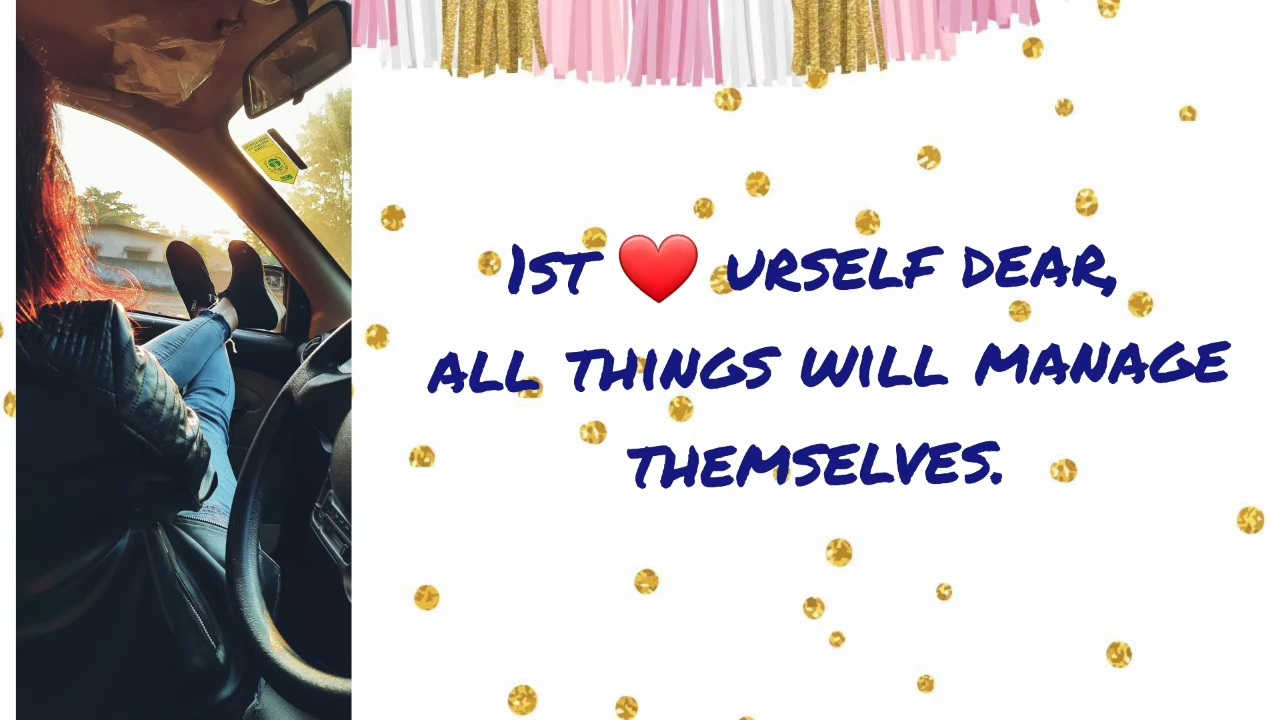 1ST ❤️ URSELF DEAR,
ALL THINGS WILL MANAGE
THEMSELVES.